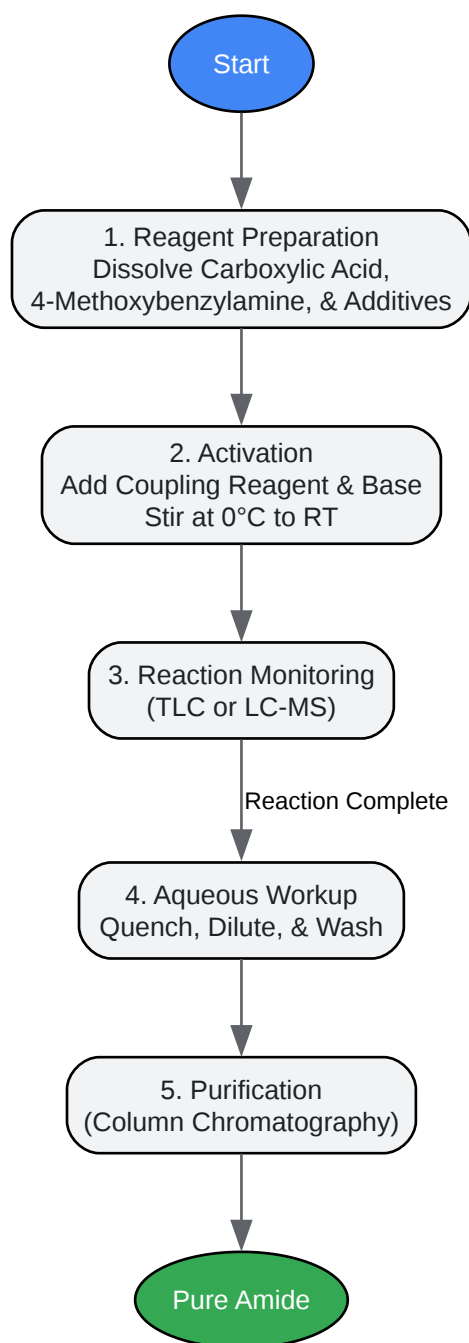 Start
1. Reagent Preparation
Dissolve Carboxylic Acid,
4-Methoxybenzylamine, & Additives
2. Activation
Add Coupling Reagent & Base
Stir at 0°C to RT
3. Reaction Monitoring
(TLC or LC-MS)
Reaction Complete
4. Aqueous Workup
Quench, Dilute, & Wash
5. Purification
(Column Chromatography)
Pure Amide